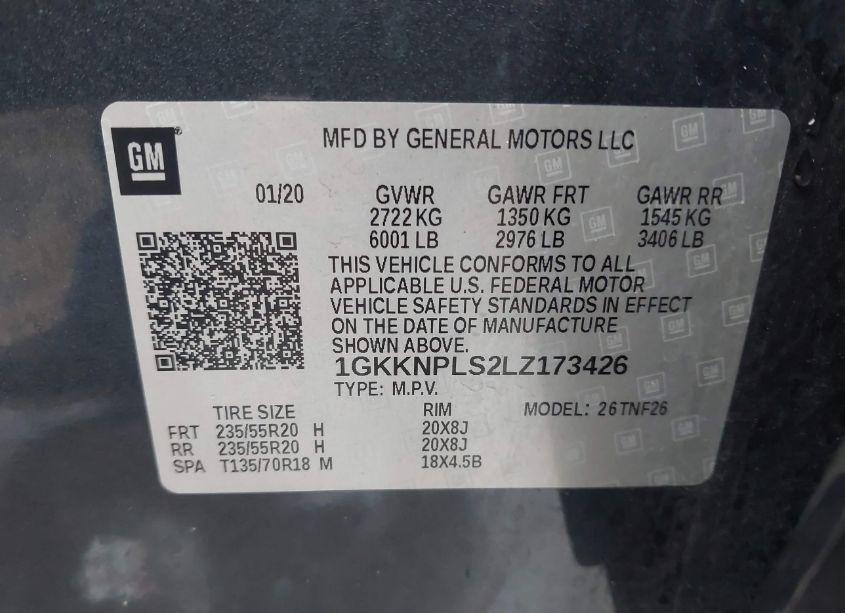 GM
MFD BY GENERAL MOTORS LLC
01/20 GVWR GAWR FRT GAWR RR
2722 KG 1350 KG 1545 KG
6001 LB 2976 LB 3406 LB
THIS VEHICLE CONFORMS TO ALL
APPLICABLE U.S. FEDERAL MOTOR
VEHICLE SAFETY STANDARDS IN EFFECT
ON THE DATE OF MANUFACTURE
SHOWN ABOVE.
1GKKNPLS2LZ173426
TYPE: M.P.V.
TIRE SIZE RIM MODEL: 26TNF26
FRT 235/55R20 H 20X8J
RR 235/55R20 H 20X8J
SPA T135/70R18 M 18X4.5B